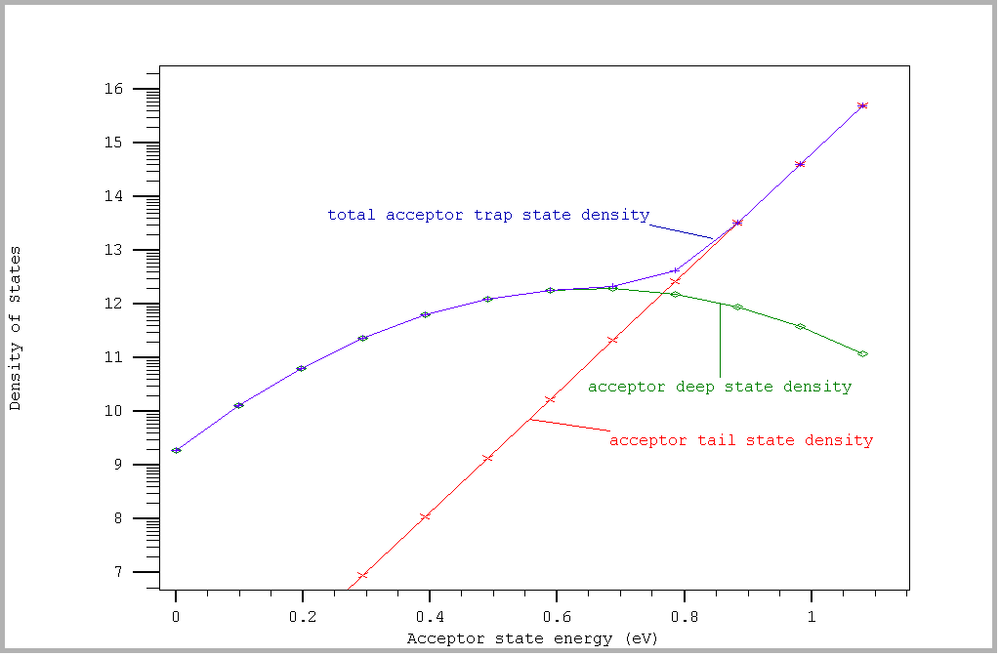 16
15
14
total acceptor trap state density
13
12
11
acceptor deep state density
10
acceptor tail state density
9
8
7
Density of States
0 0.2 0.4 0.6 0.8 1
Acceptor state energy (eV)